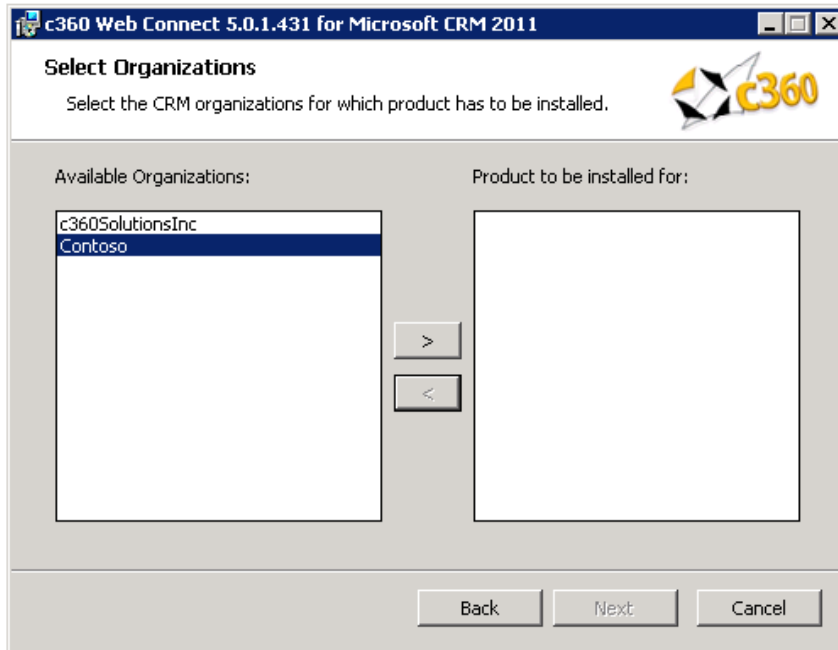 c360 Web Connect 5.0.1.431 for Microsoft CRM 2011
Select Organizations
Select the CRM organizations for which product has to be installed.
c360
Available Organizations:
Product to be installed for:
c360SolutionsInc
Contoso
>
<
Back
Next
Cancel